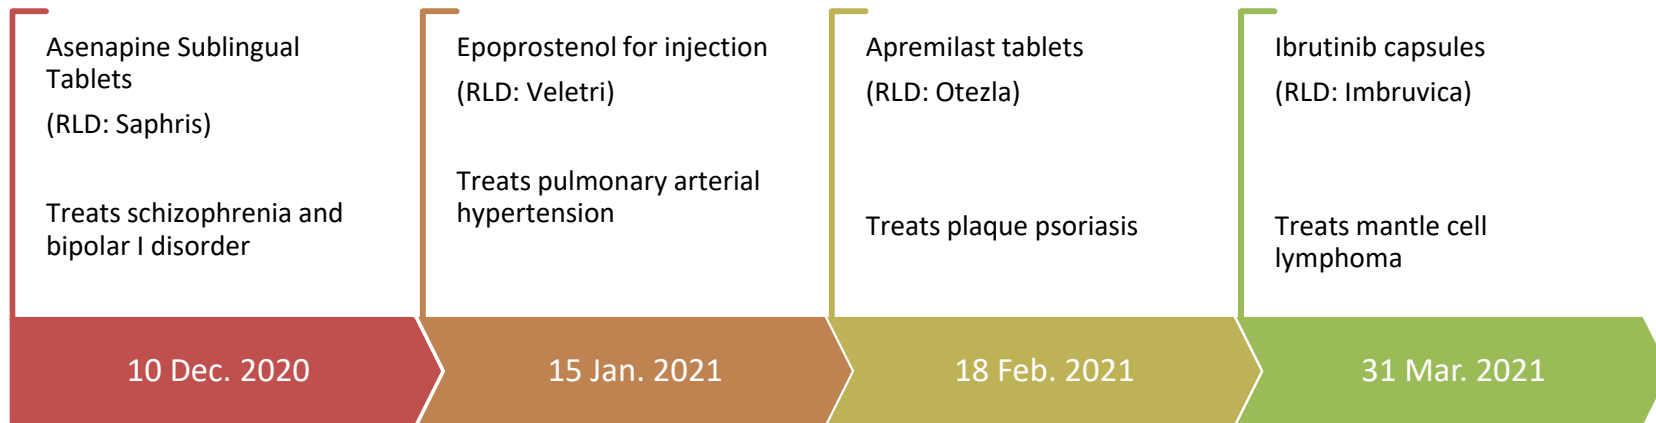 Asenapine Sublingual
Tablets
(RLD: Saphris)
Treats schizophrenia and
bipolar I disorder
10 Dec. 2020
Epoprostenol for injection
(RLD: Veletri)
Treats pulmonary arterial
hypertension
15 Jan. 2021
Apremilast tablets
(RLD: Otezla)
Treats plaque psoriasis
18 Feb. 2021
Ibrutinib capsules
(RLD: Imbruvica)
Treats mantle cell
lymphoma
31 Mar. 2021